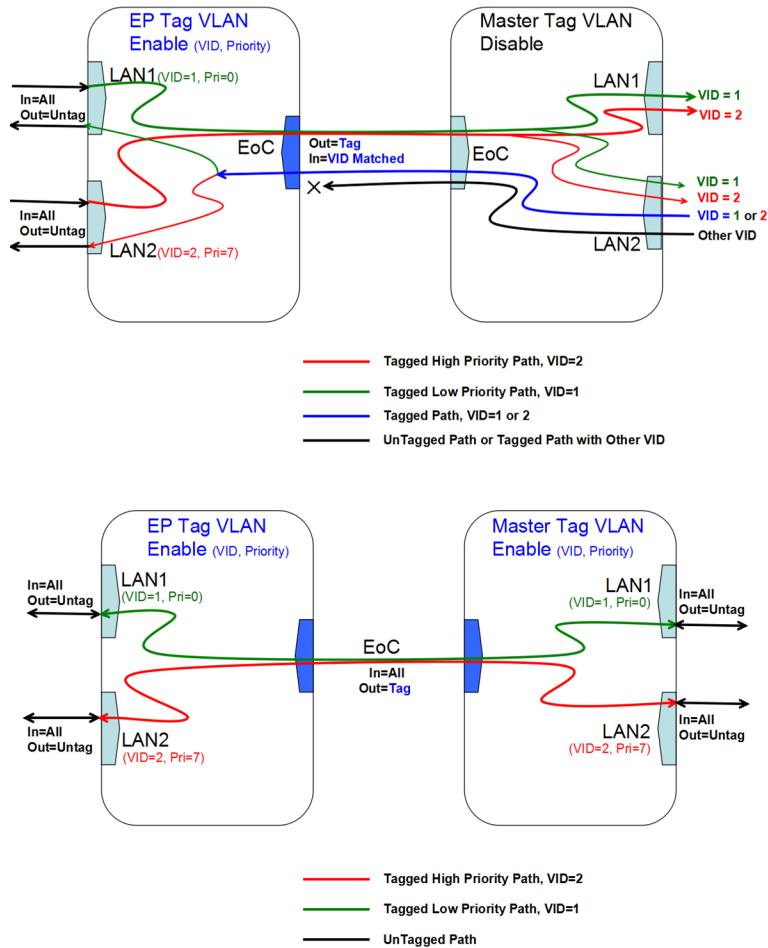 EP Tag VLAN
Enable (VID, Priority)
Master Tag VLAN
Disable
LAN1(VID=1, Pri=0)
In=All
Out=Untag
EoC
Out=Tag
In=VID Matched
In=All
Out=Untag
LAN2(VID=2, Pri=7)
LAN1
VID = 1
VID = 2
EoC
VID = 1
VID = 2
VID = 1 or 2
Other VID
LAN2
Tagged High Priority Path, VID=2
Tagged Low Priority Path, VID=1
Tagged Path, VID=1 or 2
UnTagged Path or Tagged Path with Other VID
EP Tag VLAN
Enable (VID, Priority)
Master Tag VLAN
Enable (VID, Priority)
In=All
Out=Untag
LAN1
(VID=1, Pri=0)
LAN1
(VID=1, Pri=0)
In=All
Out=Untag
EoC
In=All
Out=Tag
In=All
Out=Untag
LAN2
(VID=2, Pri=7)
LAN2
(VID=2, Pri=7)
In=All
Out=Untag
Tagged High Priority Path, VID=2
Tagged Low Priority Path, VID=1
UnTagged Path